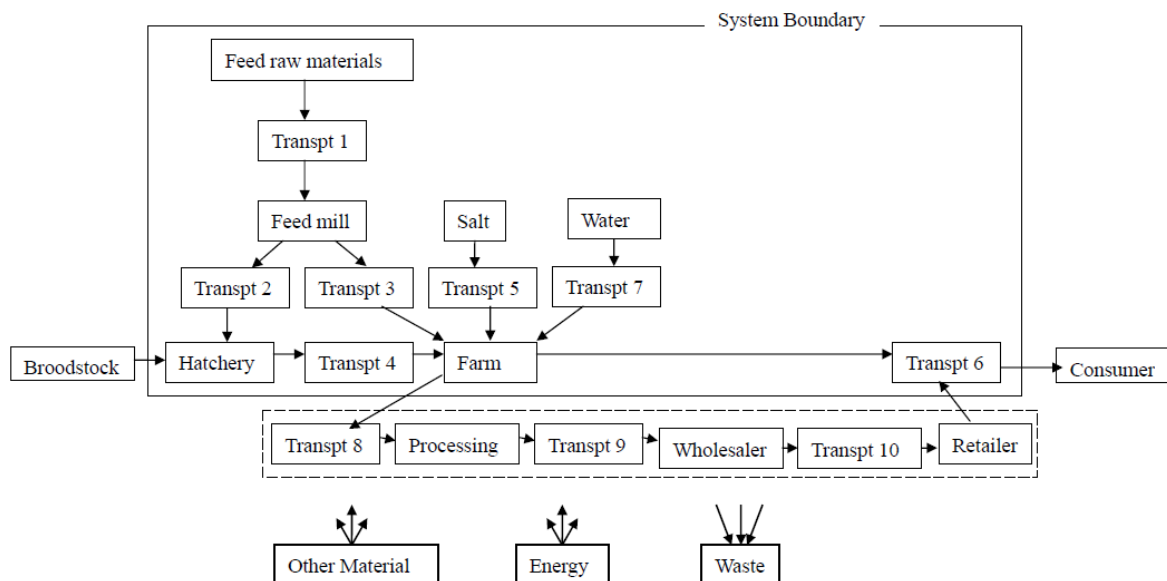 System Boundary
Feed raw materials
Transpt 1
Feed mill
Salt
Water
Transpt 2
Transpt 3
Transpt 5
Transpt 7
Broodstock
Hatchery
Transpt 4
Farm
Transpt 6
Consumer
Transpt 8
Processing
Transpt 9
Wholesaler
Transpt 10
Retailer
Other Material
Energy
Waste